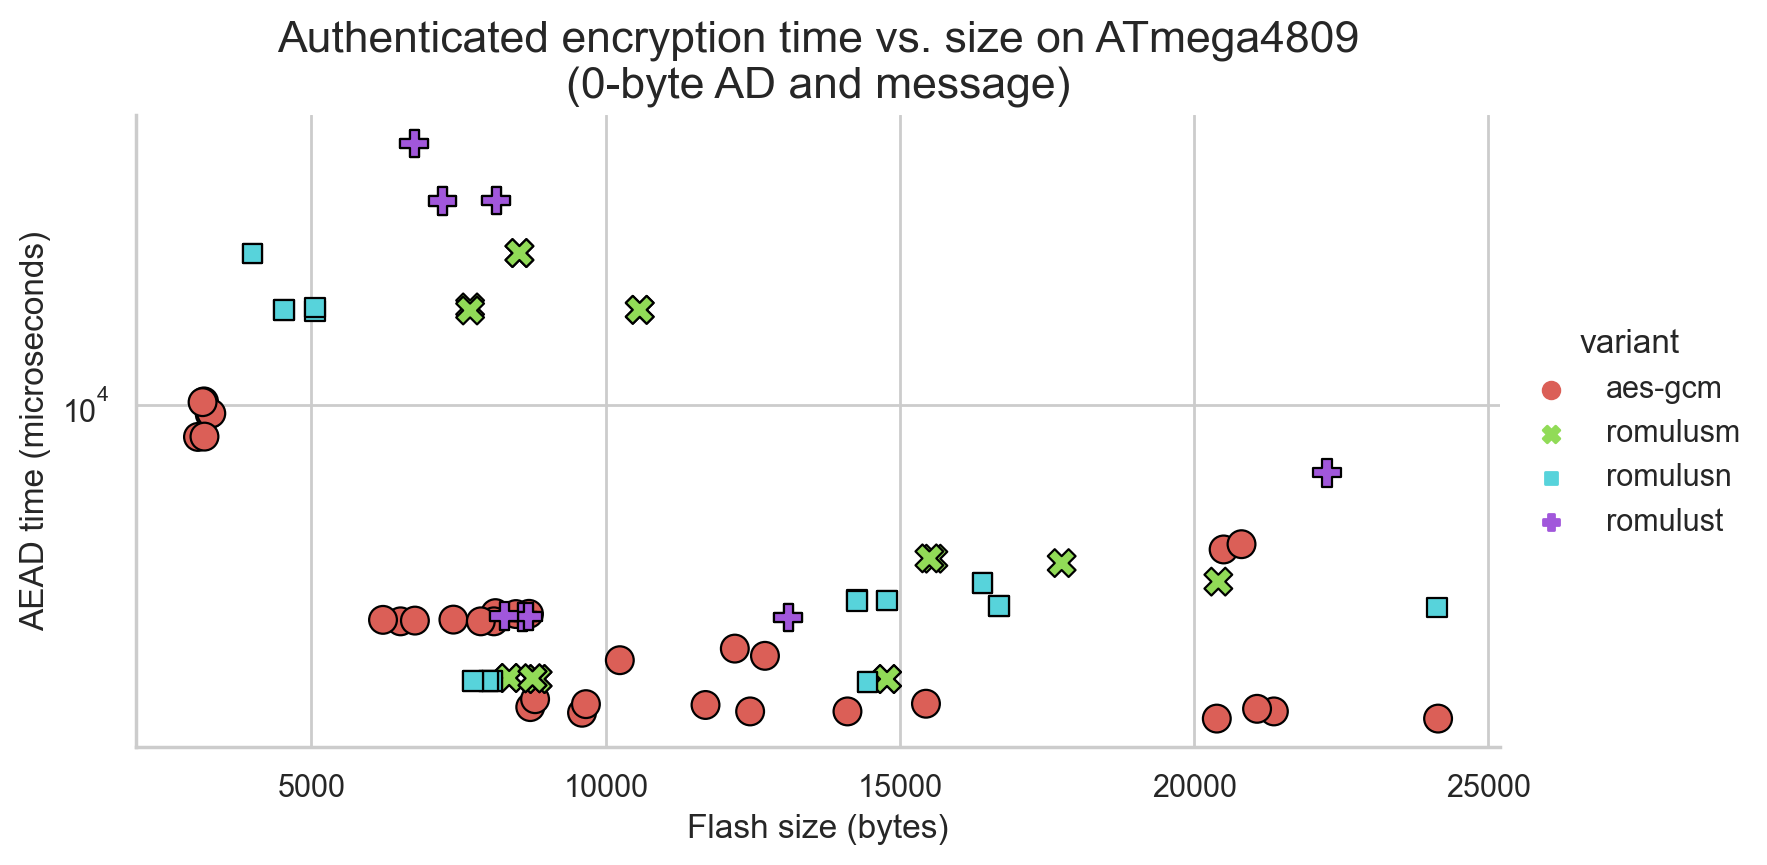 Authenticated encryption time vs. size on ATmega4809
(0-byte AD and message)
AEAD time (microseconds)
10^4
5000
10000
15000
20000
25000
Flash size (bytes)
variant
aes-gcm
romulusm
romulusn
romulust